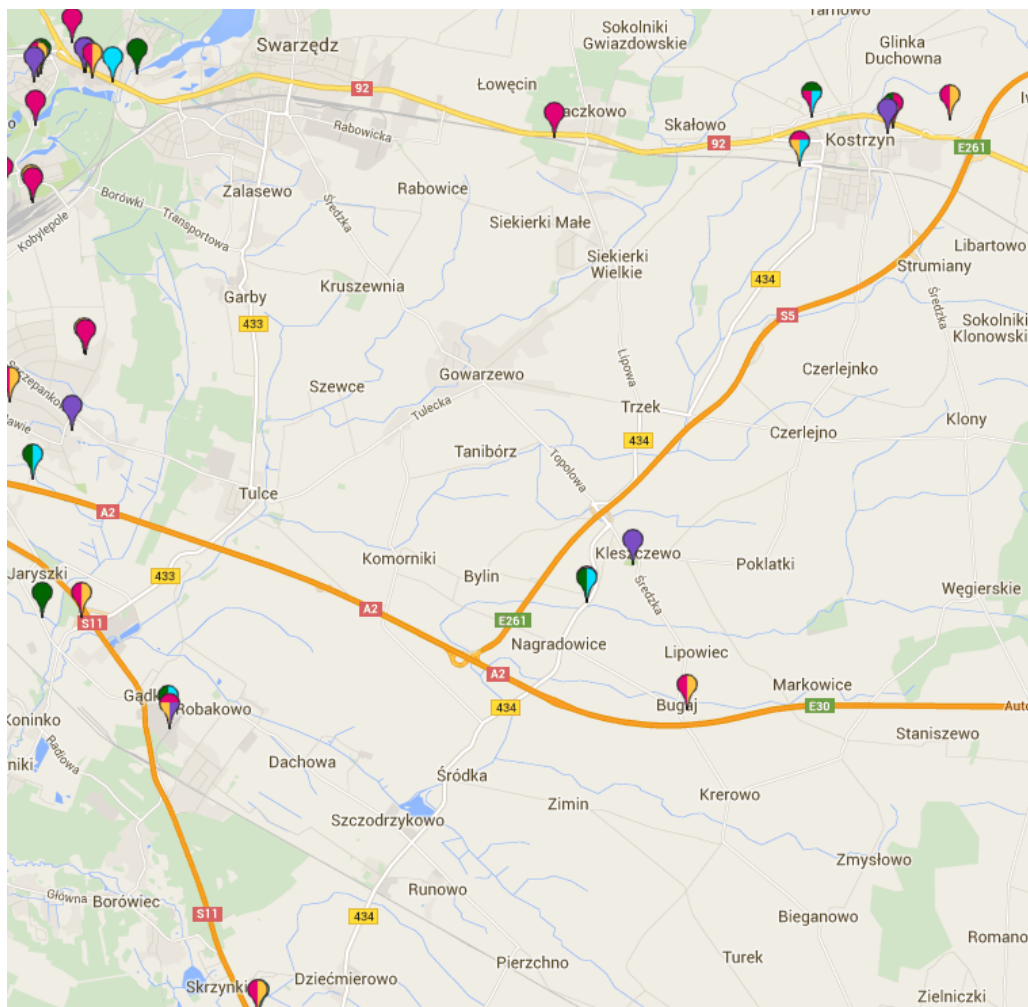 Tarnowo
Sokolniki
Gwiazdowskie
Glinka
Duchowna
Swarzędz
Łowęcin
92
Rabowicka
Skałowo
92
Kostrzyn
E261
Zalasewo
Rabowice
Borówki
Transportowa
Średzka
Kobylepole
Siekierki Małe
Siekierki
Wielkie
Libartowo
Strumiany
434
Kruszewnia
Garby
433
S5
Średzka
Sokolniki
Klonowskie
Lipowa
Gowarzewo
Czerlejnko
Szewce
Tulecka
Trzek
Klony
434
Czerlejno
Tanibórz
Topolowa
Tulce
A2
Komorniki
Kleszczewo
Poklatki
Jaryszki
433
Bylin
Średzka
Węgierskie
A2
S11
E261
Nagradowice
Lipowiec
A2
Markowice
434
Bugaj
E30
Robakowo
Koninko
Radiowa
Staniszewo
Dachowa
Śródka
Krerowo
Zimin
Szczodrzykowo
Zmysłowo
Runowo
Główna
Borówiec
S11
434
Bieganowo
Turek
Pierzchno
Dziećmierowo
Skrzynki
Zielniczki